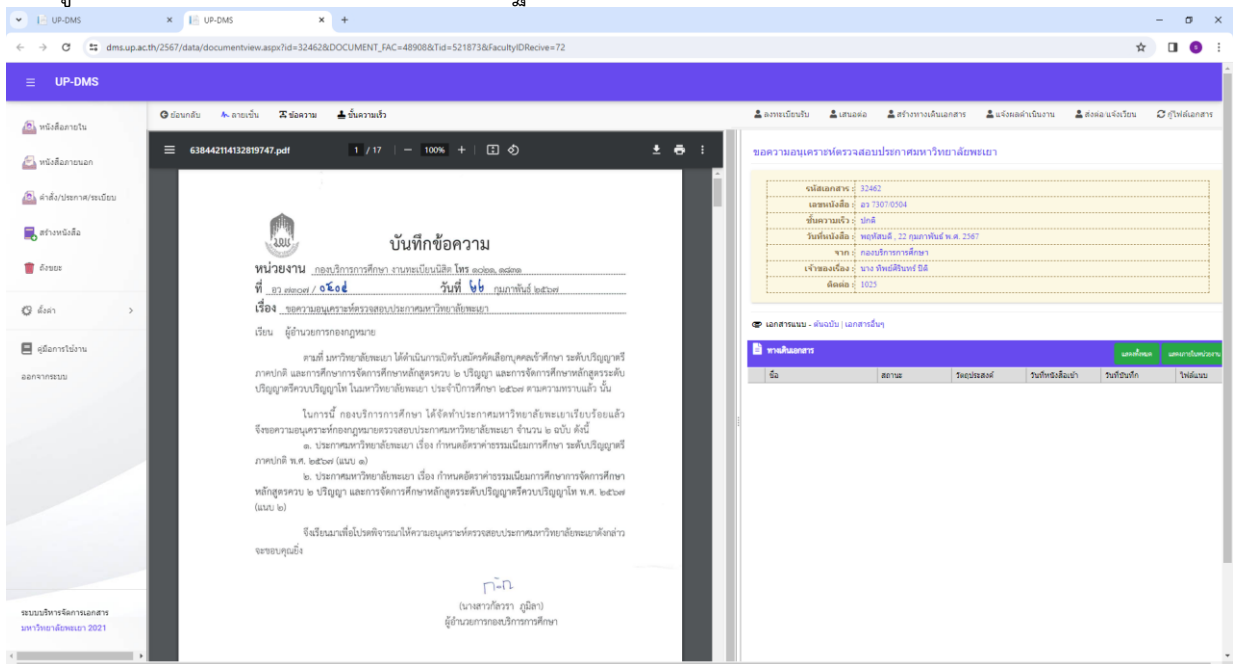 UP-DMS
UP-DMS
dms.up.ac.th/2567/data/documentview.aspx?id=32462&DOCUMENT_FAC=48908&Tid=521873&FacultyIDRecive=72
UP-DMS
หนังสือภายใน
หนังสือภายนอก
คำสั่ง/ประกาศ/ระเบียบ
สร้างหนังสือ
ถังขยะ
ตั้งค่า
คู่มือการใช้งาน
ออกจากระบบ
ระบบบริหารจัดการเอกสาร
มหาวิทยาลัยพะเยา 2021
ย้อนกลับ ลายเซ็น ข้อความ ชั้นความเร็ว
638442114132819747.pdf 1 / 17 100%
บันทึกข้อความ
หน่วยงาน กองบริการการศึกษา งานทะเบียนนิสิต โทร ๑๐๒๑,
ที่ อว ๗๓๐๗ / ๐๕๐๔ วันที่ ๒๒ กุมภาพันธ์ ๒๕๖๗
เรื่อง ขอความอนุเคราะห์ตรวจสอบประกาศมหาวิทยาลัยพะเยา
เรียน ผู้อำนวยการกองกฎหมาย
ตามที่ มหาวิทยาลัยพะเยา ได้ดำเนินการเปิดรับสมัครคัดเลือกบุคคลเข้าศึกษา ระดับปริญญาตรี
ภาคปกติ และการศึกษาการจัดการศึกษาหลักสูตรควบ ๒ ปริญญา และการจัดการศึกษาหลักสูตรระดับ
ปริญญาตรีควบปริญญาโท ในมหาวิทยาลัยพะเยา ประจำปีการศึกษา ๒๕๖๗ ตามความทราบแล้ว นั้น
ในการนี้ กองบริการการศึกษา ได้จัดทำประกาศมหาวิทยาลัยพะเยาเรียบร้อยแล้ว
จึงขอความอนุเคราะห์กองกฎหมายตรวจสอบประกาศมหาวิทยาลัยพะเยา จำนวน ๒ ฉบับ ดังนี้
๑. ประกาศมหาวิทยาลัยพะเยา เรื่อง กำหนดอัตราค่าธรรมเนียมการศึกษา ระดับปริญญาตรี
ภาคปกติ พ.ศ. ๒๕๖๗ (แนบ ๑)
๒. ประกาศมหาวิทยาลัยพะเยา เรื่อง กำหนดอัตราค่าธรรมเนียมการศึกษาการจัดการศึกษา
หลักสูตรควบ ๒ ปริญญา และการจัดการศึกษาหลักสูตรระดับปริญญาตรีควบปริญญาโท พ.ศ. ๒๕๖๗
(แนบ ๒)
จึงเรียนมาเพื่อโปรดพิจารณาให้ความอนุเคราะห์ตรวจสอบประกาศมหาวิทยาลัยพะเยาดังกล่าว
จะขอบคุณยิ่ง
(นางสาวกัลวรา ภูมิลา)
ผู้อำนวยการกองบริการการศึกษา
ลงทะเบียนรับ เสนอต่อ สร้างทางเดินเอกสาร แจ้งผลดำเนินงาน ส่งต่อ/แจ้งเวียน กู้ไฟล์เอกสาร
ขอความอนุเคราะห์ตรวจสอบประกาศมหาวิทยาลัยพะเยา
รหัสเอกสาร : 32462
เลขหนังสือ : อว 7307/0504
ชั้นความเร็ว : ปกติ
วันที่หนังสือ : พฤหัสบดี , 22 กุมภาพันธ์ พ.ศ. 2567
จาก : กองบริการการศึกษา
เจ้าของเรื่อง : นาง ทิพย์ศิรินทร์ ปิติ
ติดต่อ : 1025
เอกสารแนบ - ต้นฉบับ | เอกสารอื่นๆ
ทางเดินเอกสาร แสดงทั้งหมด แสดงภายในหน่วยงาน
ชื่อ สถานะ วัตถุประสงค์ วันที่หนังสือเข้า วันที่บันทึก ไฟล์แนบ